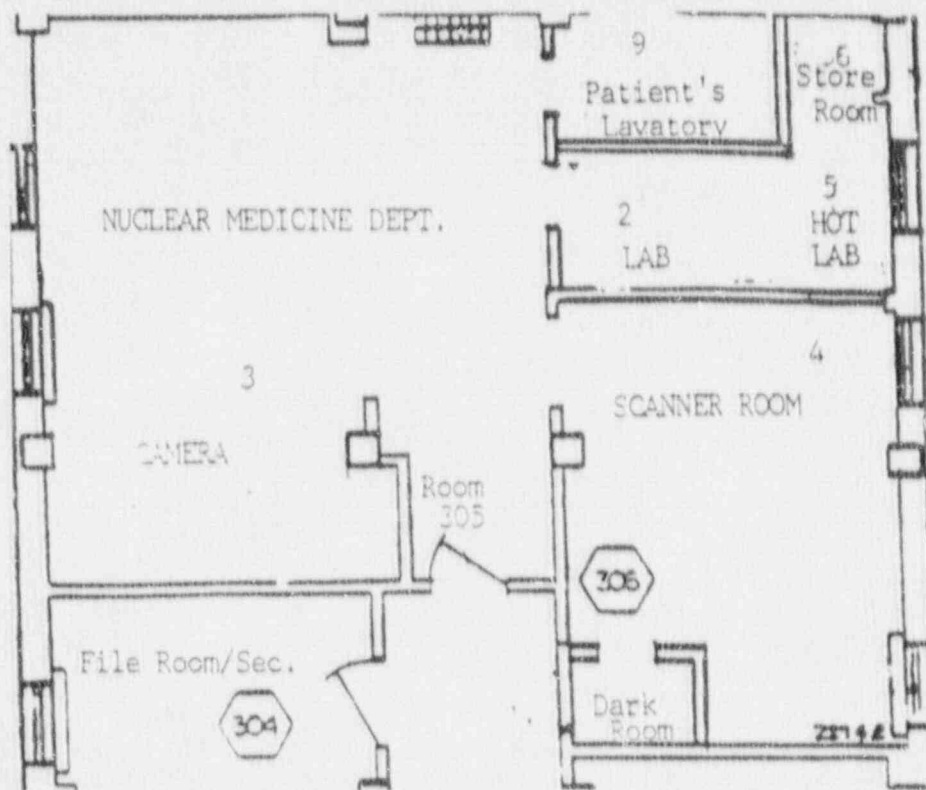 9
Patient's
Lavatory
6
Store
Room
NUCLEAR MEDICINE DEPT.
2
LAB
5
HOT
LAB
3
CAMERA
4
SCANNER ROOM
Room
305
306
File Room/Sec.
304
Dark
Room